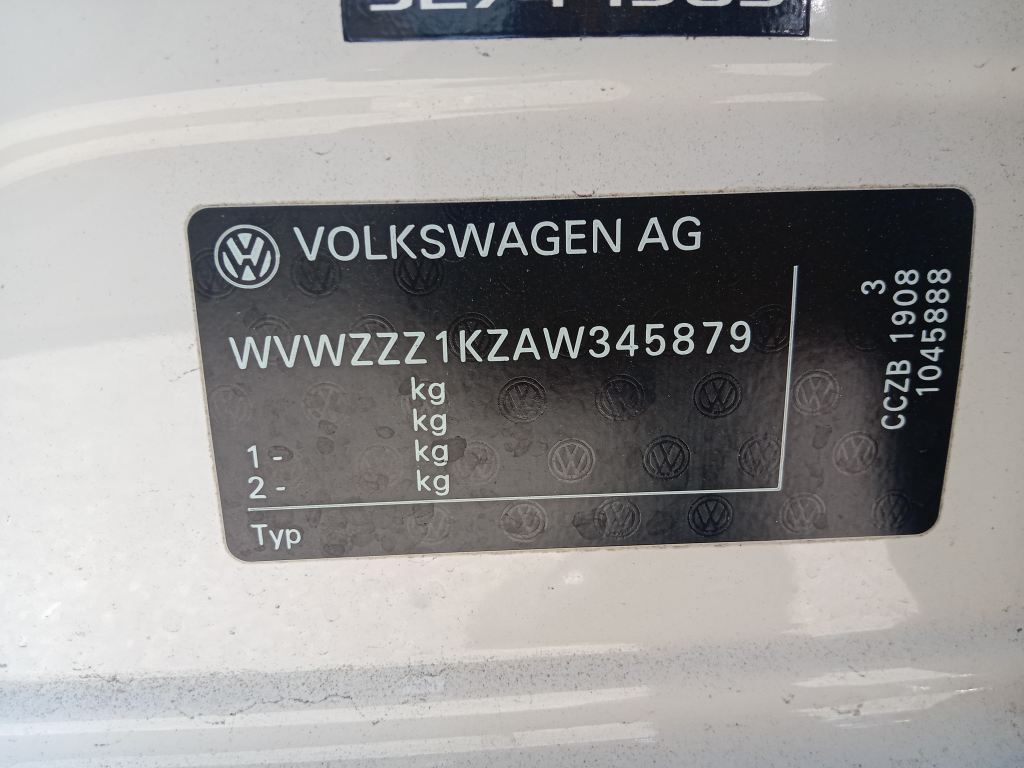 VOLKSWAGEN AG
WVWZZZ1KZAW345879
kg
kg
1 - kg
2 - kg
Typ
3
CCZB 1908
1045888